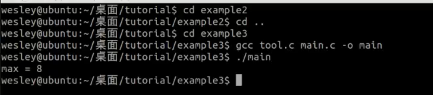 wesley@ubuntu:~/桌面/tutorial$ cd example2
wesley@ubuntu:~/桌面/tutorial/example2$ cd ..
wesley@ubuntu:~/桌面/tutorial$ cd example3
wesley@ubuntu:~/桌面/tutorial/example3$ gcc tool.c main.c -o main
wesley@ubuntu:~/桌面/tutorial/example3$ ./main
max = 8
wesley@ubuntu:~/桌面/tutorial/example3$